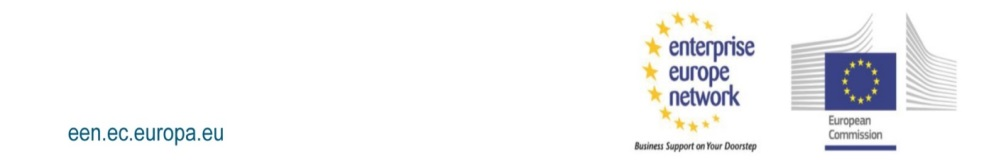 een.ec.europa.eu
enterprise
europe
network
Business Support on Your Doorstep
European
Commission